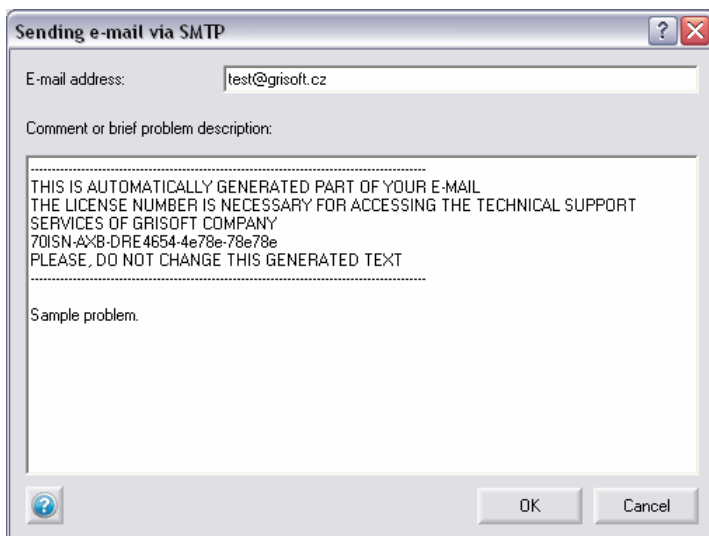 Sending e-mail via SMTP
E-mail address:
test@grisoft.cz
Comment or brief problem description:
--------------------------------------------------------------------------------------------
THIS IS AUTOMATICALLY GENERATED PART OF YOUR E-MAIL
THE LICENSE NUMBER IS NECESSARY FOR ACCESSING THE TECHNICAL SUPPORT
SERVICES OF GRISOFT COMPANY
70ISN-AXB-DRE4654-4e78e-78e78e
PLEASE, DO NOT CHANGE THIS GENERATED TEXT
--------------------------------------------------------------------------------------------
Sample problem.
OK
Cancel